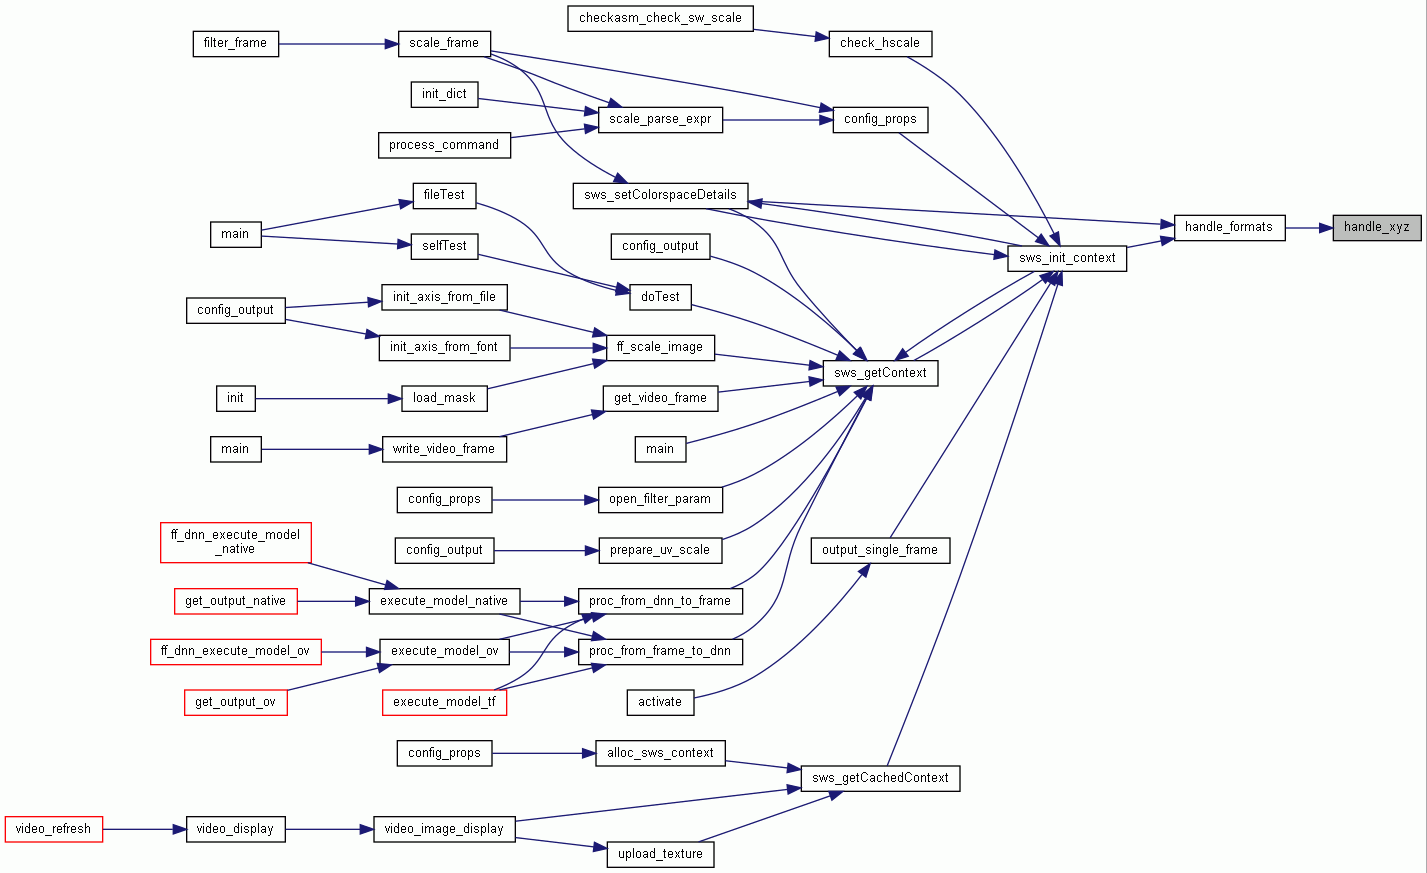 checkasm_check_sw_scale
filter_frame
scale_frame
check_hscale
init_dict
scale_parse_expr
config_props
process_command
fileTest
sws_setColorspaceDetails
main
selfTest
config_output
handle_formats
handle_xyz
sws_init_context
config_output
init_axis_from_file
doTest
init_axis_from_font
ff_scale_image
sws_getContext
init
load_mask
get_video_frame
main
write_video_frame
main
config_props
open_filter_param
ff_dnn_execute_model
_native
config_output
prepare_uv_scale
output_single_frame
get_output_native
execute_model_native
proc_from_dnn_to_frame
ff_dnn_execute_model_ov
execute_model_ov
proc_from_frame_to_dnn
get_output_ov
execute_model_tf
activate
config_props
alloc_sws_context
sws_getCachedContext
video_refresh
video_display
video_image_display
upload_texture